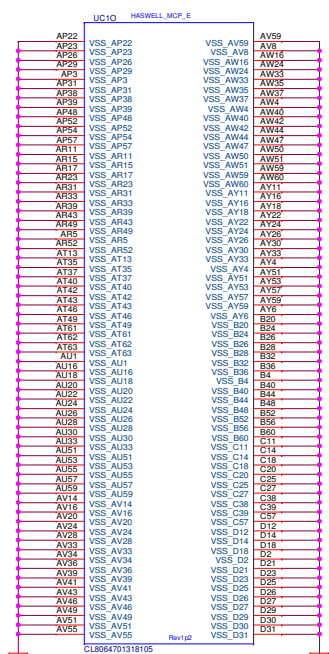 UC1O HASWELL_MCP_E
AP22 VSS_AP22 VSS_AV59 AV59
AP23 VSS_AP23 VSS_AV8 AV8
AP26 VSS_AP26 VSS_AW16 AW16
AP29 VSS_AP29 VSS_AW24 AW24
AP3 VSS_AP3 VSS_AW33 AW33
AP31 VSS_AP31 VSS_AW35 AW35
AP38 VSS_AP38 VSS_AW37 AW37
AP39 VSS_AP39 VSS_AW4 AW4
AP48 VSS_AP48 VSS_AW40 AW40
AP52 VSS_AP52 VSS_AW42 AW42
AP54 VSS_AP54 VSS_AW44 AW44
AP57 VSS_AP57 VSS_AW47 AW47
AR11 VSS_AR11 VSS_AW50 AW50
AR15 VSS_AR15 VSS_AW51 AW51
AR17 VSS_AR17 VSS_AW59 AW59
AR23 VSS_AR23 VSS_AW60 AW60
AR31 VSS_AR31 VSS_AY11 AY11
AR33 VSS_AR33 VSS_AY16 AY16
AR39 VSS_AR39 VSS_AY18 AY18
AR43 VSS_AR43 VSS_AY22 AY22
AR49 VSS_AR49 VSS_AY24 AY24
AR5 VSS_AR5 VSS_AY26 AY26
AR52 VSS_AR52 VSS_AY30 AY30
AT13 VSS_AT13 VSS_AY33 AY33
AT35 VSS_AT35 VSS_AY4 AY4
AT37 VSS_AT37 VSS_AY51 AY51
AT40 VSS_AT40 VSS_AY53 AY53
AT42 VSS_AT42 VSS_AY57 AY57
AT43 VSS_AT43 VSS_AY59 AY59
AT46 VSS_AT46 VSS_AY6 AY6
AT49 VSS_AT49 VSS_B20 B20
AT61 VSS_AT61 VSS_B24 B24
AT62 VSS_AT62 VSS_B26 B26
AT63 VSS_AT63 VSS_B28 B28
AU1 VSS_AU1 VSS_B32 B32
AU16 VSS_AU16 VSS_B36 B36
AU18 VSS_AU18 VSS_B4 B4
AU20 VSS_AU20 VSS_B40 B40
AU22 VSS_AU22 VSS_B44 B44
AU24 VSS_AU24 VSS_B48 B48
AU26 VSS_AU26 VSS_B52 B52
AU28 VSS_AU28 VSS_B56 B56
AU30 VSS_AU30 VSS_B60 B60
AU33 VSS_AU33 VSS_C11 C11
AU51 VSS_AU51 VSS_C14 C14
AU53 VSS_AU53 VSS_C18 C18
AU55 VSS_AU55 VSS_C20 C20
AU57 VSS_AU57 VSS_C25 C25
AU59 VSS_AU59 VSS_C27 C27
AV14 VSS_AV14 VSS_C38 C38
AV16 VSS_AV16 VSS_C39 C39
AV20 VSS_AV20 VSS_C57 C57
AV24 VSS_AV24 VSS_D12 D12
AV28 VSS_AV28 VSS_D14 D14
AV33 VSS_AV33 VSS_D18 D18
AV34 VSS_AV34 VSS_D2 D2
AV36 VSS_AV36 VSS_D21 D21
AV39 VSS_AV39 VSS_D23 D23
AV41 VSS_AV41 VSS_D25 D25
AV43 VSS_AV43 VSS_D26 D26
AV46 VSS_AV46 VSS_D27 D27
AV49 VSS_AV49 VSS_D29 D29
AV51 VSS_AV51 VSS_D30 D30
AV55 VSS_AV55 VSS_D31 D31
Rev1p2
CL8064701318105